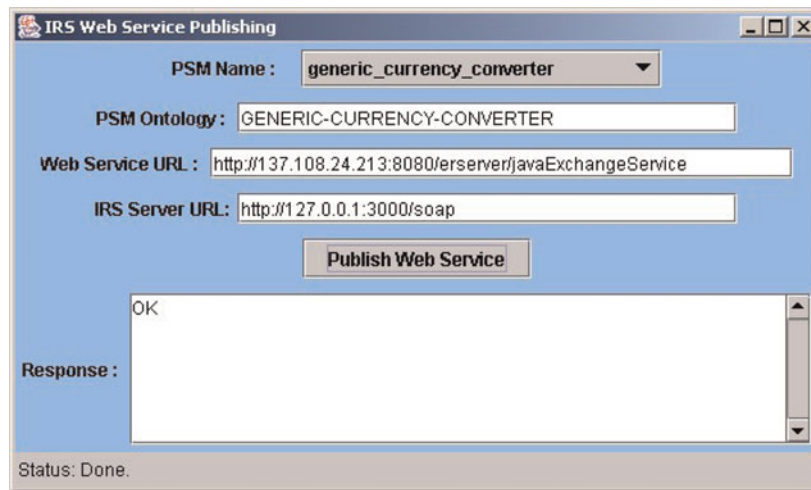 IRS Web Service Publishing
PSM Name : generic_currency_converter
PSM Ontology : GENERIC-CURRENCY-CONVERTER
Web Service URL : http://137.108.24.213:8080/erserver/javaExchangeService
IRS Server URL: http://127.0.0.1:3000/soap
Publish Web Service
OK
Response :
Status: Done.